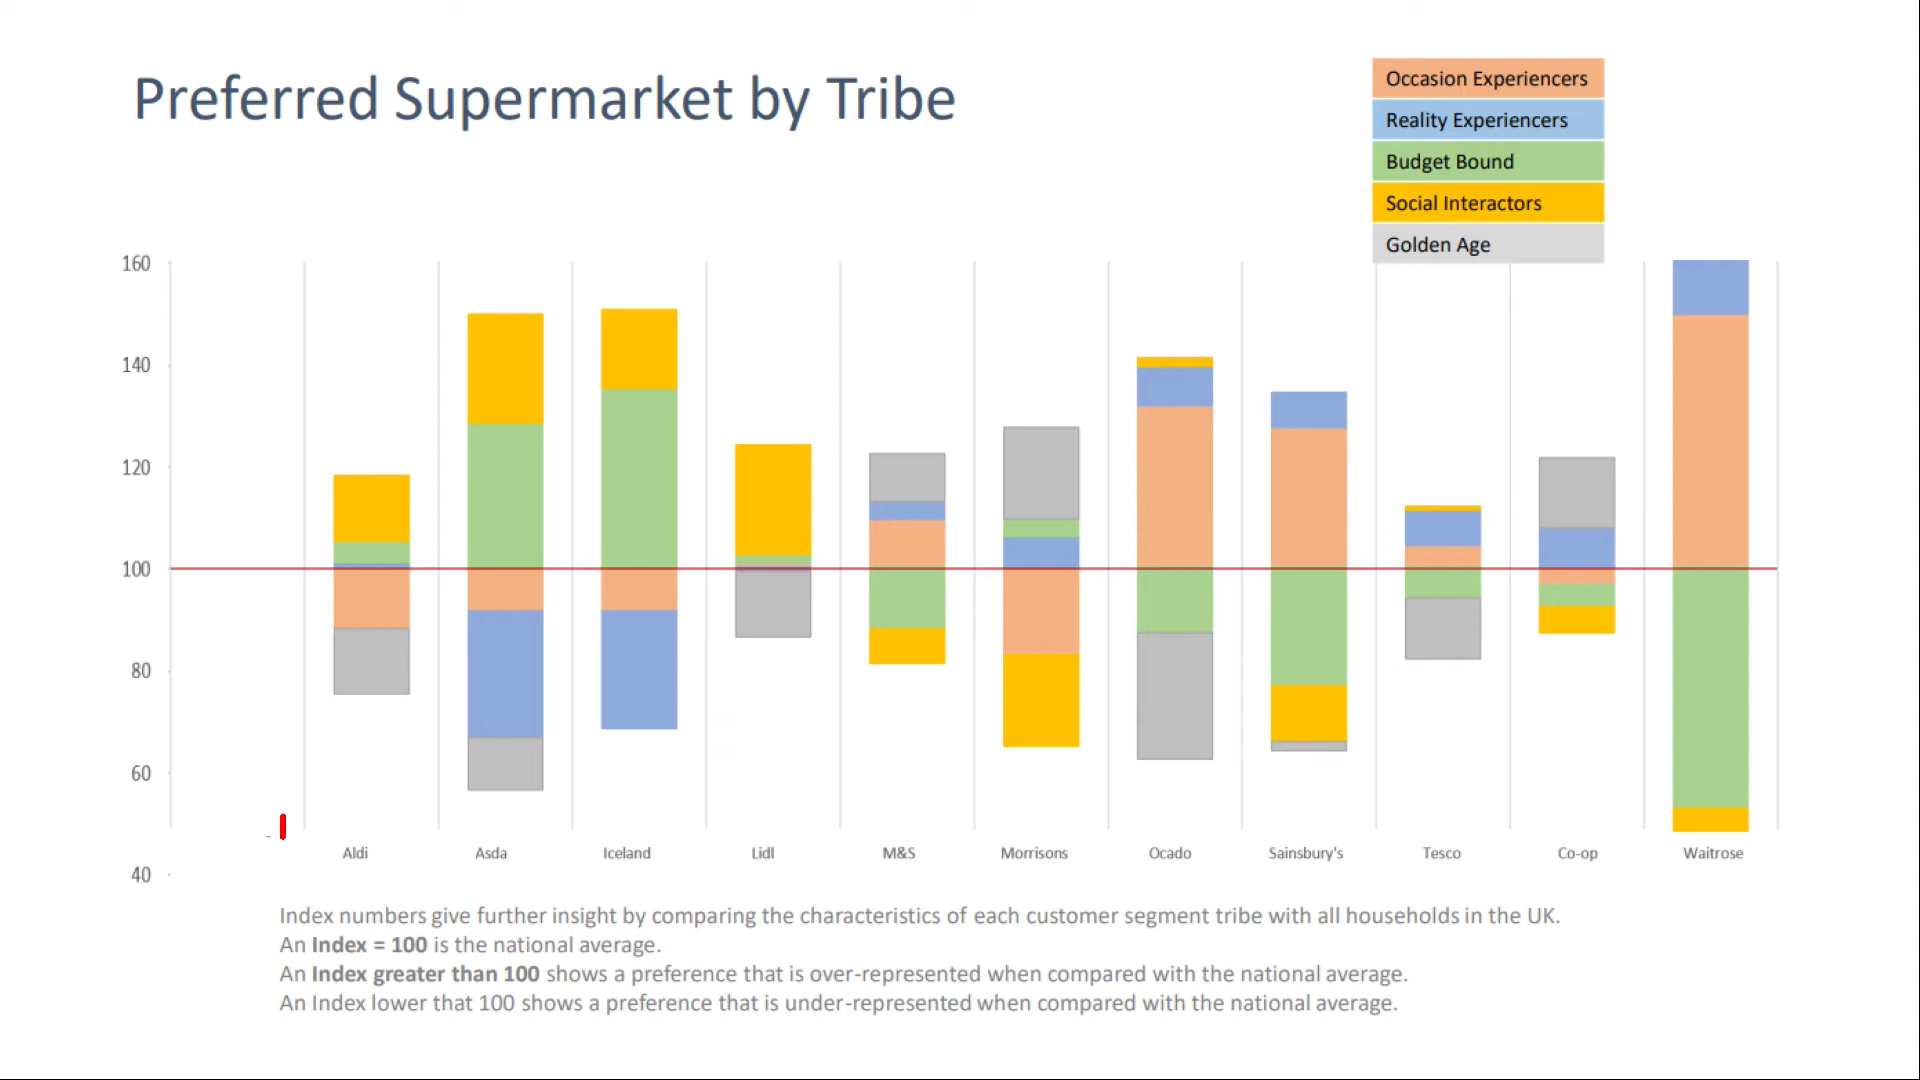 Preferred Supermarket by Tribe
Occasion Experiencers
Reality Experiencers
Budget Bound
Social Interactors
Golden Age
160
140
120
100
80
60
40
Aldi
Asda
Iceland
Lidl
M&S
Morrisons
Ocado
Sainsbury's
Tesco
Co-op
Waitrose
Index numbers give further insight by comparing the characteristics of each customer segment tribe with all households in the UK.
An Index = 100 is the national average.
An Index greater than 100 shows a preference that is over-represented when compared with the national average.
An Index lower that 100 shows a preference that is under-represented when compared with the national average.